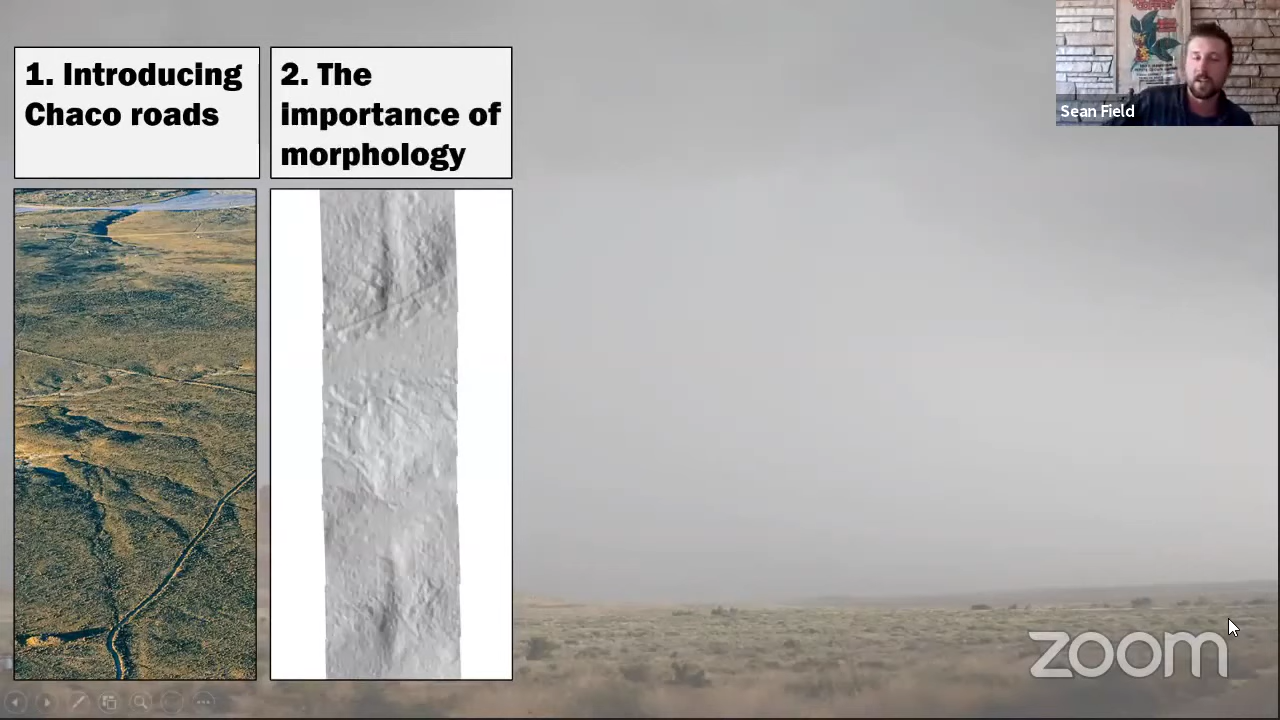 1. Introducing
Chaco roads
2. The
importance of
morphology
Sean Field
zoom